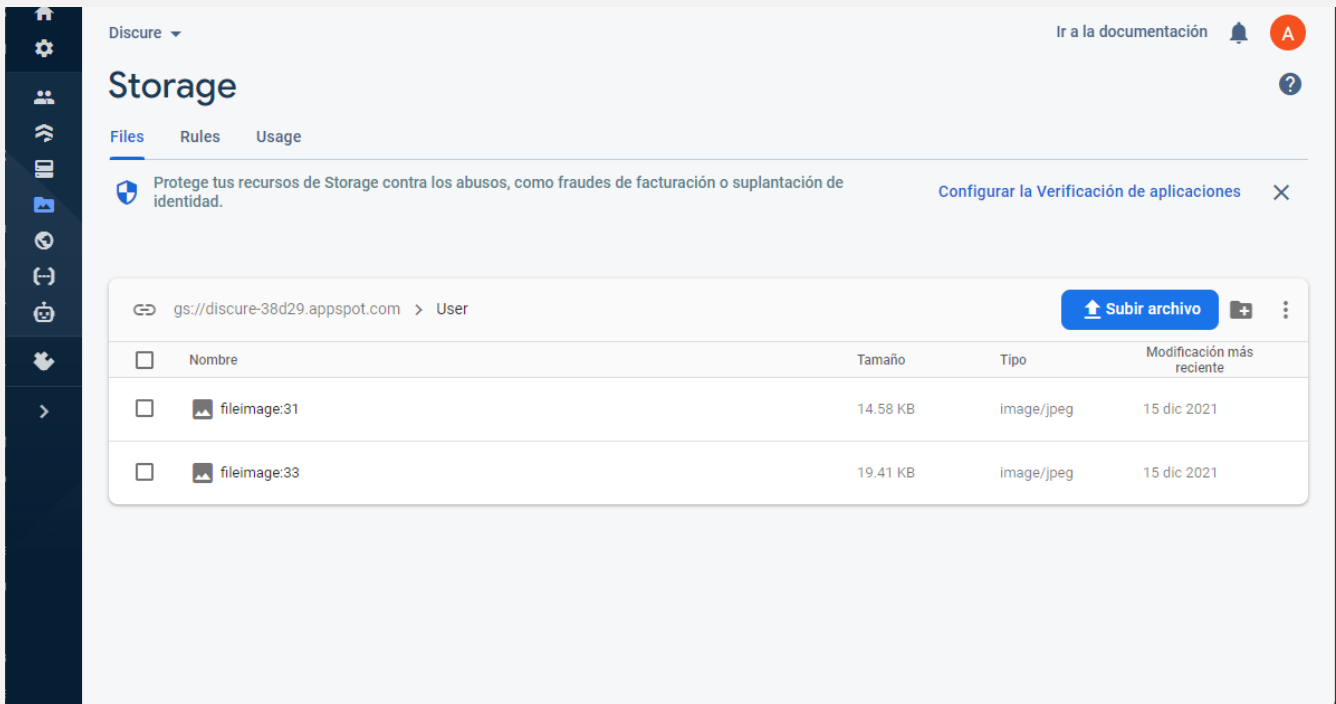 Discure
Ir a la documentación
A
Storage
?
Files Rules Usage
Protege tus recursos de Storage contra los abusos, como fraudes de facturación o suplantación de
identidad.
Configurar la Verificación de aplicaciones
gs://discure-38d29.appspot.com > User
Subir archivo
Nombre Tamaño Tipo Modificación más
reciente
fileimage:31 14.58 KB image/jpeg 15 dic 2021
fileimage:33 19.41 KB image/jpeg 15 dic 2021